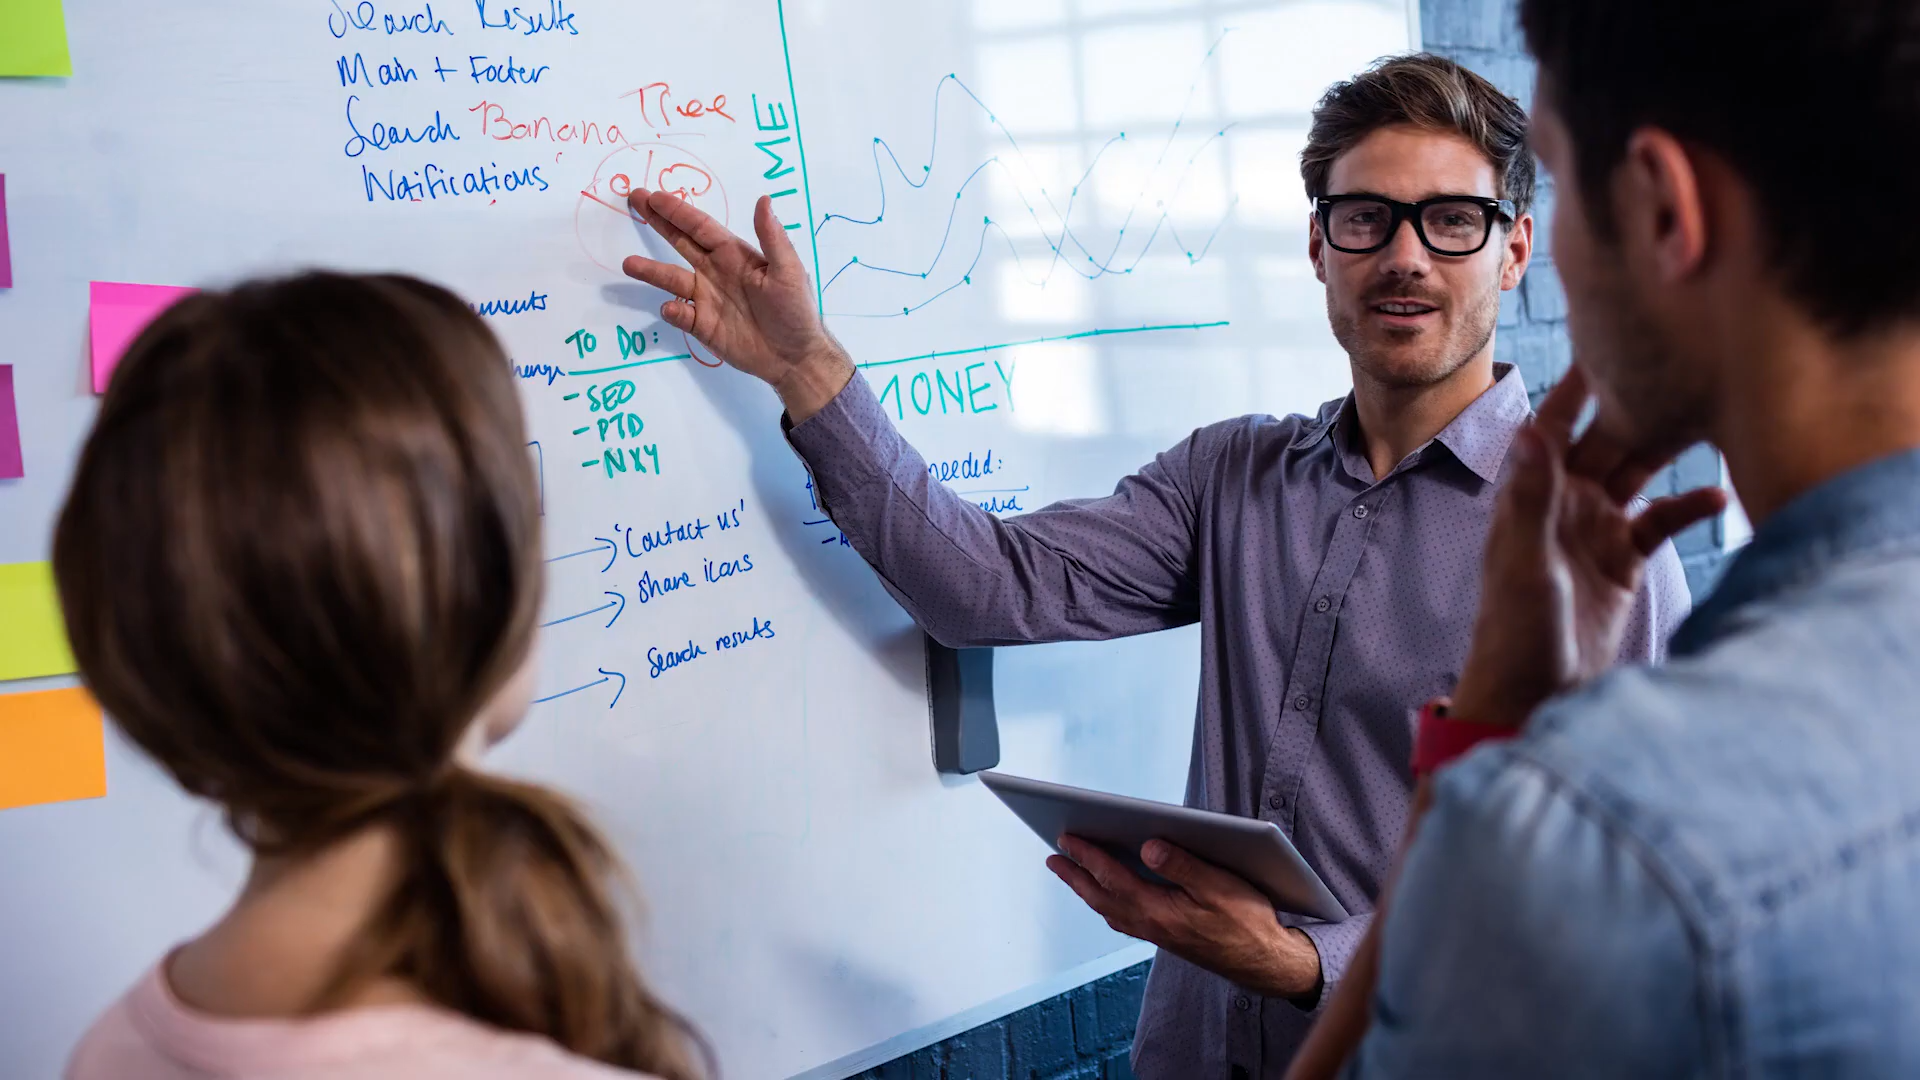 Search Results
Main + Footer
Search Banana Tree
Notifications
TIME
MONEY
TO DO:
- SEO
- PTD
- NXY
needed:
'Contact us'
share icons
Search results